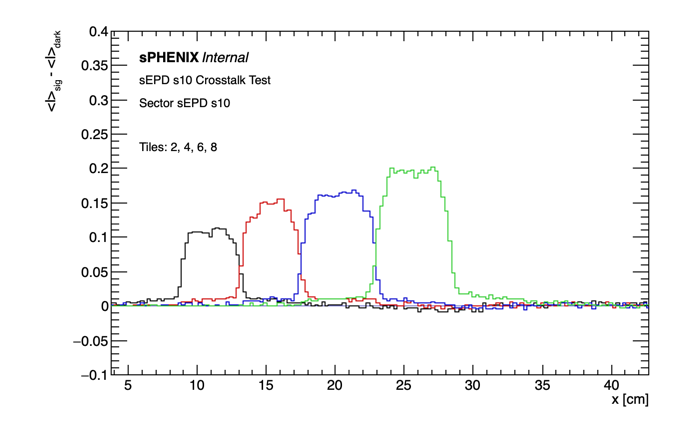 <I>sig - <I>dark
0.4
0.35
0.3
0.25
0.2
0.15
0.1
0.05
0
−0.05
−0.1
sPHENIX Internal
sEPD s10 Crosstalk Test
Sector sEPD s10
Tiles: 2, 4, 6, 8
5 10 15 20 25 30 35 40
x [cm]